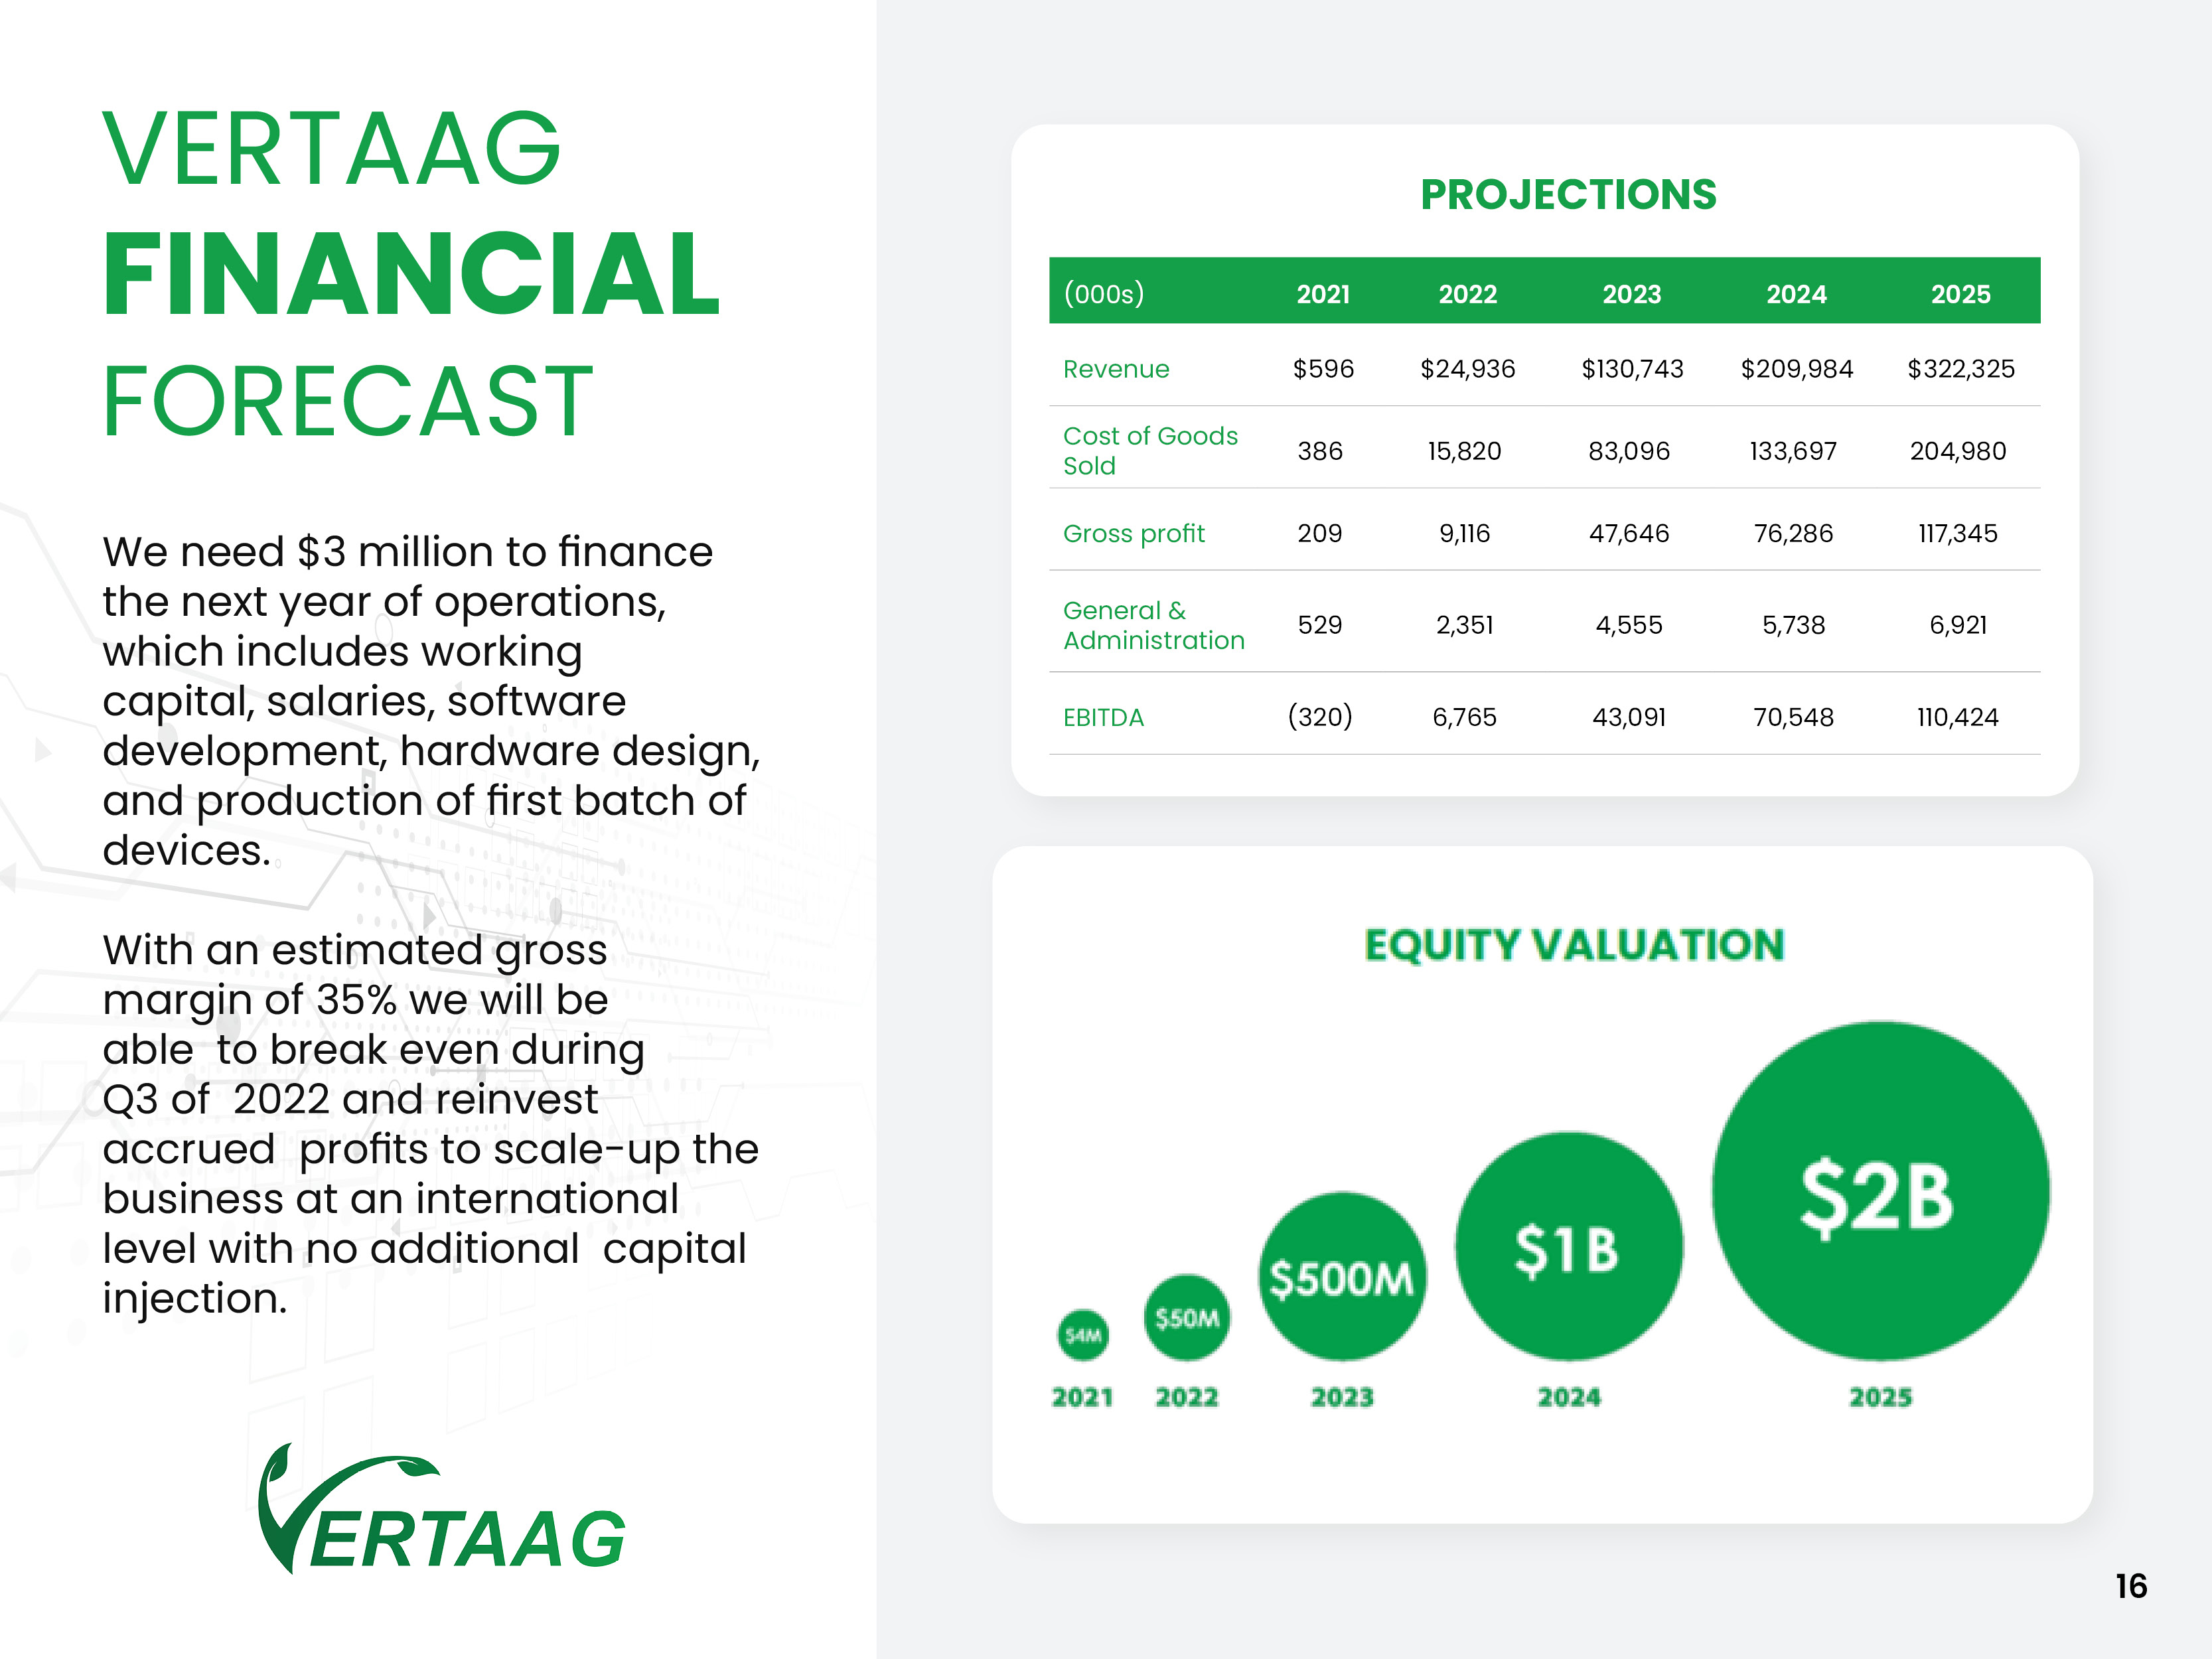 VERTAAG
FINANCIAL
FORECAST
We need $3 million to finance
the next year of operations,
which includes working
capital, salaries, software
development, hardware design,
and production of first batch of
devices.
With an estimated gross
margin of 35% we will be
able  to break even during
Q3 of  2022 and reinvest
accrued  profits to scale-up the
business at an international
level with no additional  capital
injection.
VERTAAG
PROJECTIONS
(000s) 2021 2022 2023 2024 2025
Revenue $596 $24,936 $130,743 $209,984 $322,325
Cost of Goods
Sold 386 15,820 83,096 133,697 204,980
Gross profit 209 9,116 47,646 76,286 117,345
General &
Administration 529 2,351 4,555 5,738 6,921
EBITDA (320) 6,765 43,091 70,548 110,424
EQUITY VALUATION
$4M $50M $500M $1B $2B
2021 2022 2023 2024 2025
16